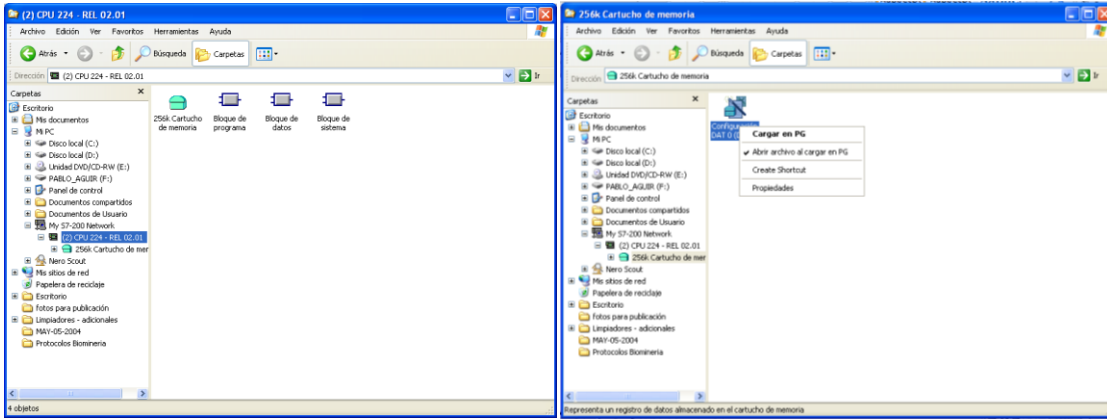 (2) CPU 224 - REL 02.01
Archivo Edición Ver Favoritos Herramientas Ayuda
Atrás Búsqueda Carpetas
Dirección (2) CPU 224 - REL 02.01 Ir
Carpetas
Escritorio
Mis documentos
Mi PC
Disco local (C:)
Disco local (D:)
Unidad DVD/CD-RW (E:)
PABLO_AGUIR (F:)
Panel de control
Documentos compartidos
Documentos de Usuario
My S7-200 Network
(2) CPU 224 - REL 02.01
256k Cartucho de mer
Nero Scout
Mis sitios de red
Papelera de reciclaje
Escritorio
fotos para publicación
Limpiadores - adicionales
MAY-05-2004
Protocolos Biomineria
256k Cartucho de memoria
Bloque de programa
Bloque de datos
Bloque de sistema
4 objetos
256k Cartucho de memoria
Archivo Edición Ver Favoritos Herramientas Ayuda
Atrás Búsqueda Carpetas
Dirección 256k Cartucho de memoria Ir
Carpetas
Escritorio
Mis documentos
Mi PC
Disco local (C:)
Disco local (D:)
Unidad DVD/CD-RW (E:)
PABLO_AGUIR (F:)
Panel de control
Documentos compartidos
Documentos de Usuario
My S7-200 Network
(2) CPU 224 - REL 02.01
256k Cartucho de mer
Nero Scout
Mis sitios de red
Papelera de reciclaje
Escritorio
fotos para publicación
Limpiadores - adicionales
MAY-05-2004
Protocolos Biomineria
DAT 0
Cargar en PG
Abrir archivo al cargar en PG
Create Shortcut
Propiedades
Representa un registro de datos almacenado en el cartucho de memoria